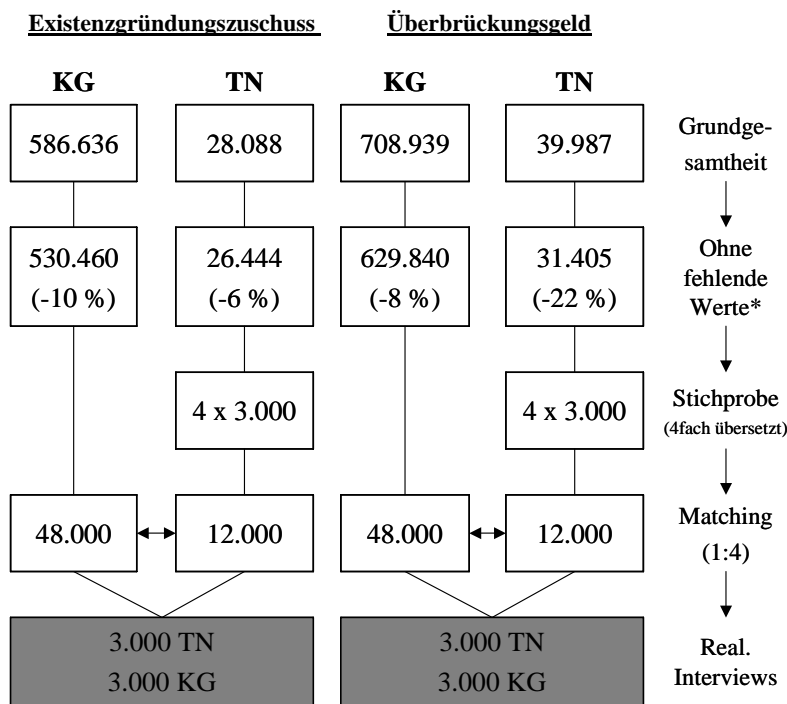 Existenzgründungszuschuss Überbrückungsgeld
KG TN KG TN
586.636 28.088 708.939 39.987 Grundge-
samtheit
530.460 26.444 629.840 31.405 Ohne
(-10 %) (-6 %) (-8 %) (-22 %) fehlende
Werte*
4 x 3.000 4 x 3.000 Stichprobe
(4fach übersetzt)
48.000 12.000 48.000 12.000 Matching
(1:4)
3.000 TN 3.000 TN Real.
3.000 KG 3.000 KG Interviews